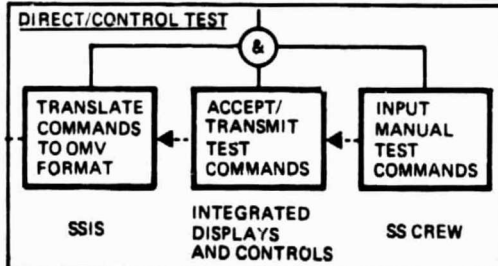 DIRECT/CONTROL TEST
&
TRANSLATE
COMMANDS
TO OMV
FORMAT
ACCEPT/
TRANSMIT
TEST
COMMANDS
INPUT
MANUAL
TEST
COMMANDS
SSIS
INTEGRATED
DISPLAYS
AND CONTROLS
SS CREW